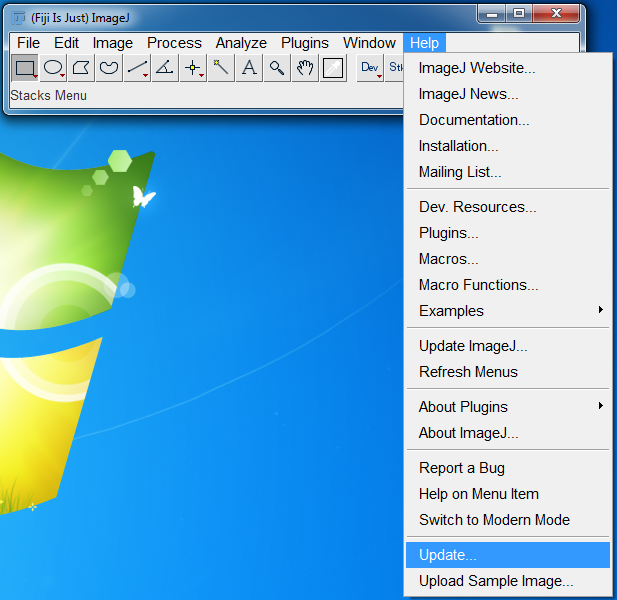 (Fiji Is Just) ImageJ
File Edit Image Process Analyze Plugins Window Help
A Dev Stk
Stacks Menu
ImageJ Website...
ImageJ News...
Documentation...
Installation...
Mailing List...
Dev. Resources...
Plugins...
Macros...
Macro Functions...
Examples
Update ImageJ...
Refresh Menus
About Plugins
About ImageJ...
Report a Bug
Help on Menu Item
Switch to Modern Mode
Update...
Upload Sample Image...